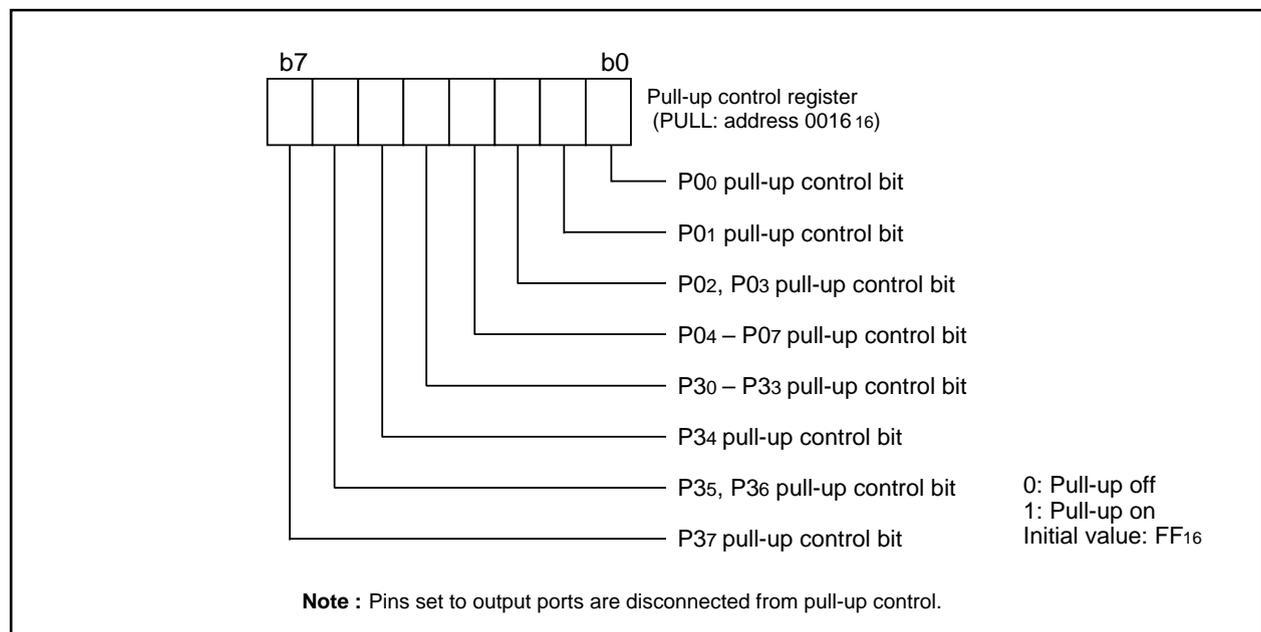 b7 b0
Pull-up control register
(PULL: address 0016 16)
P00 pull-up control bit
P01 pull-up control bit
P02, P03 pull-up control bit
P04 – P07 pull-up control bit
P30 – P33 pull-up control bit
P34 pull-up control bit
P35, P36 pull-up control bit
P37 pull-up control bit
0: Pull-up off
1: Pull-up on
Initial value: FF16
Note : Pins set to output ports are disconnected from pull-up control.